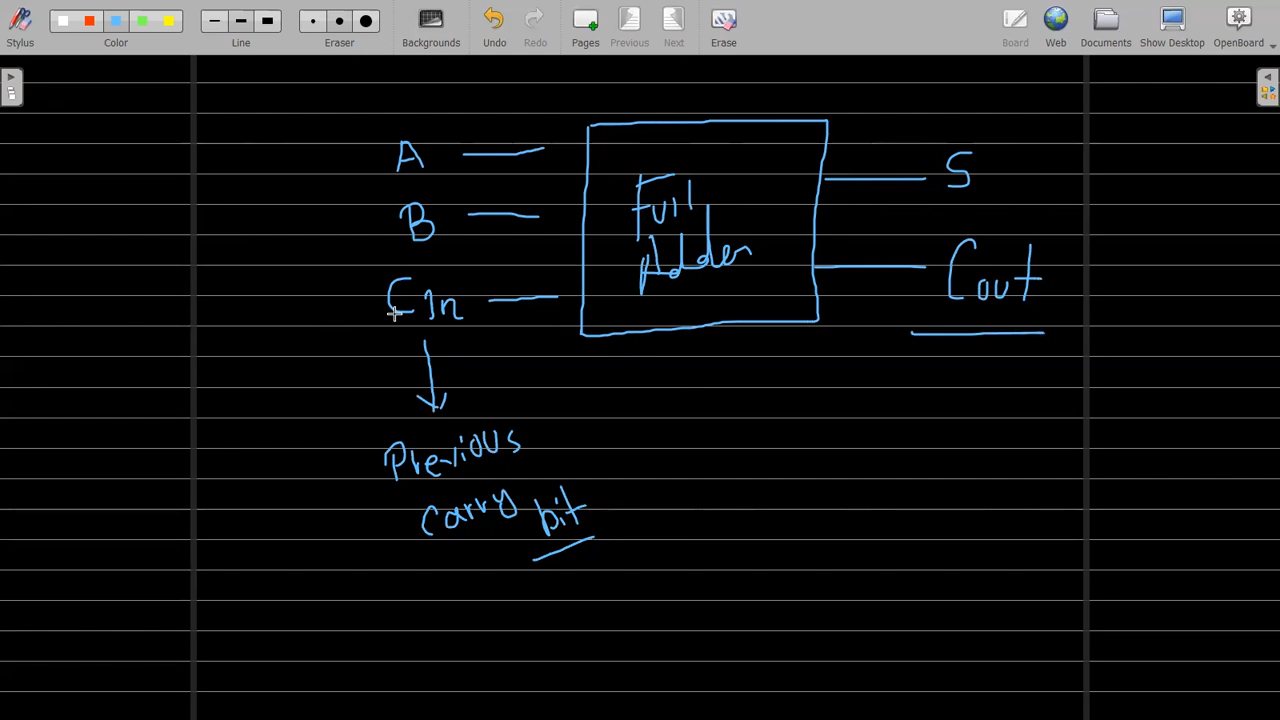 Stylus
Color
Line
Eraser
Backgrounds
Undo
Redo
Pages
Previous
Next
Erase
Board
Web
Documents
Show Desktop
OpenBoard
A
B
CIn
Full
Adder
S
Cout
Previous
Carry bit